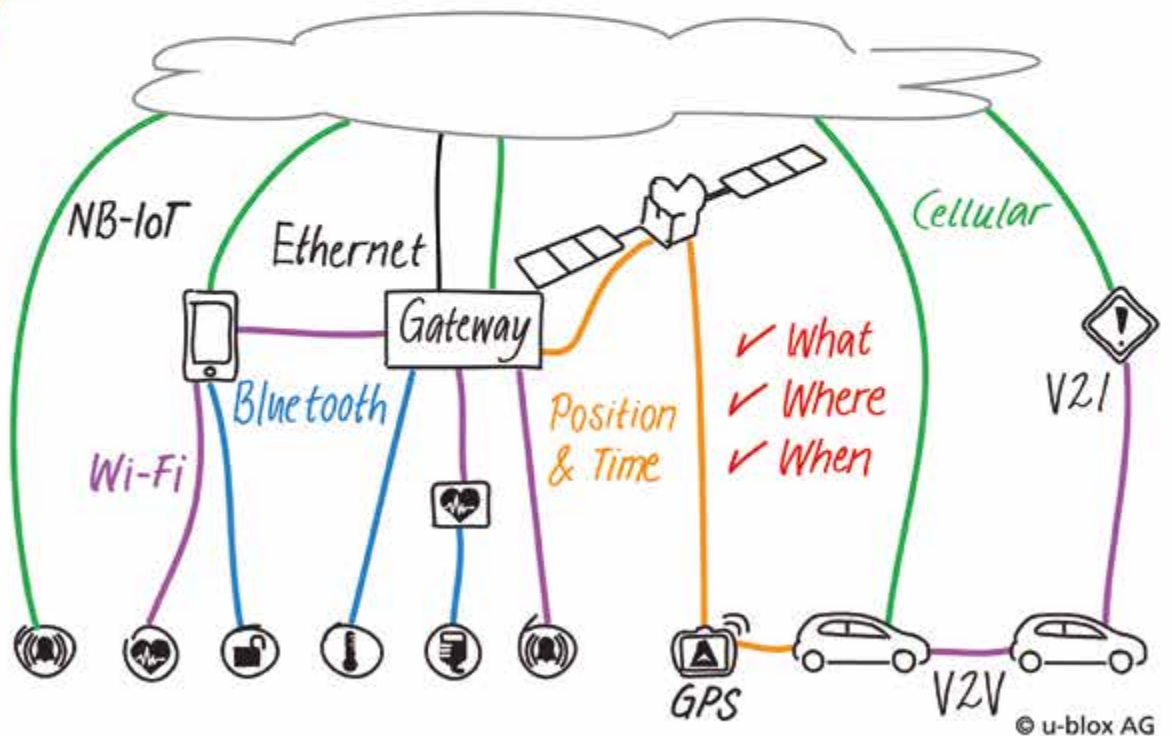 NB-IoT
Ethernet
Cellular
Gateway
What
Where
When
V2I
Bluetooth
Position
& Time
Wi-Fi
GPS
V2V
© u-blox AG